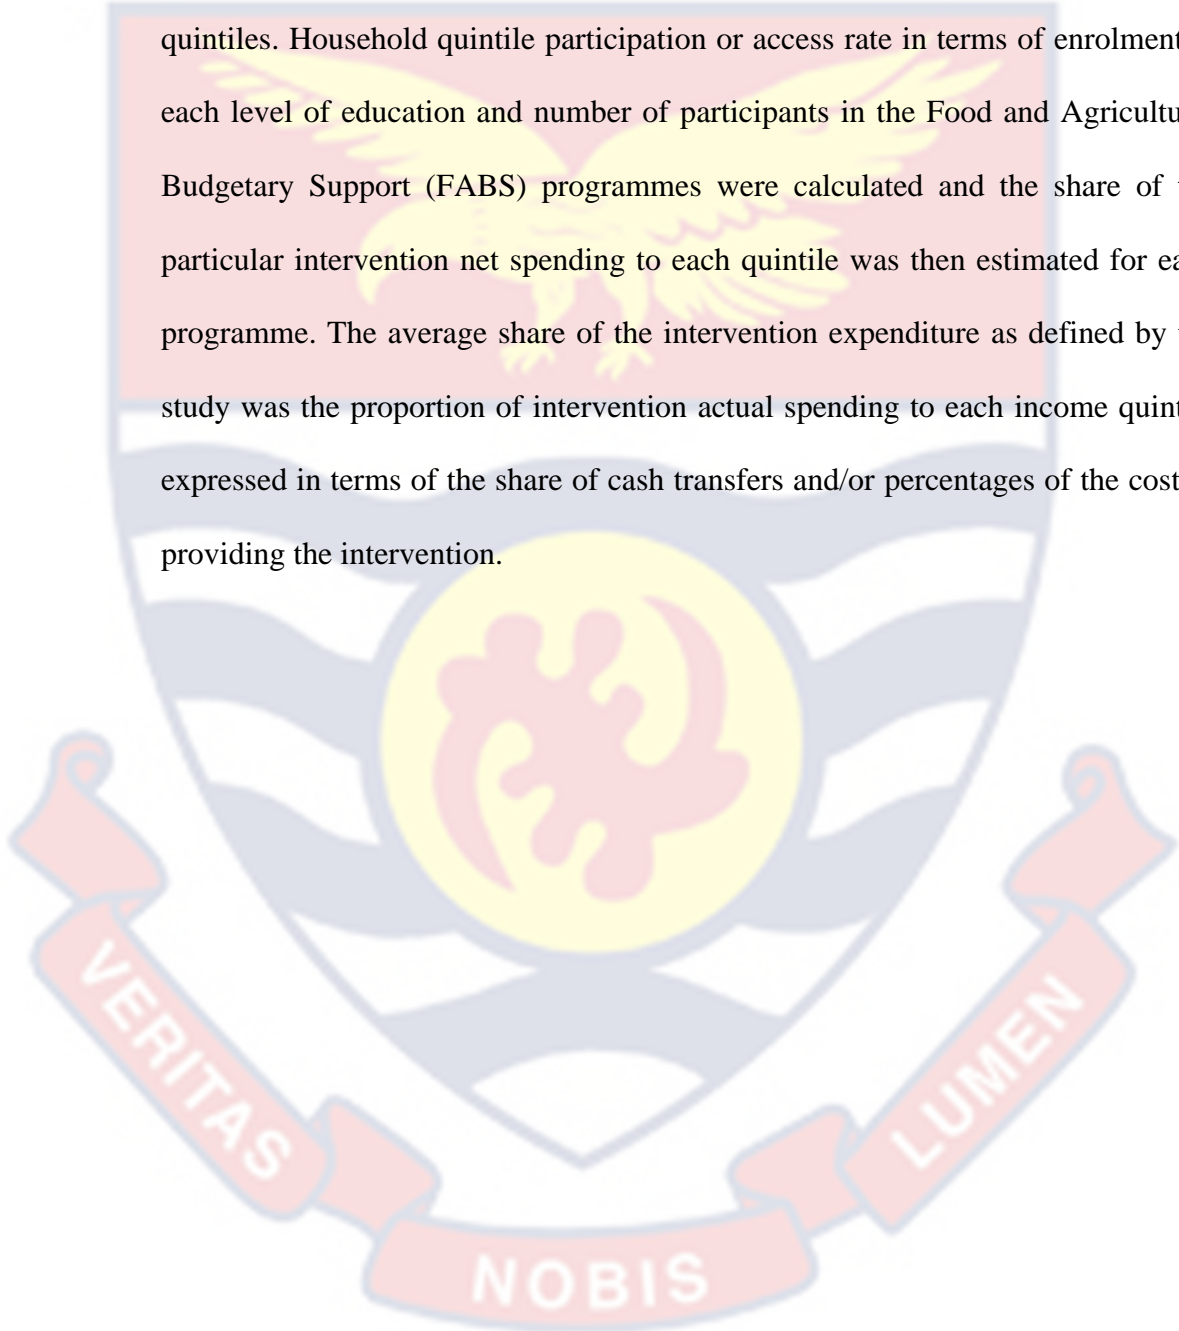 quintiles. Household quintile participation or access rate in terms of enrolment
each level of education and number of participants in the Food and Agricultu
Budgetary Support (FABS) programmes were calculated and the share of
particular intervention net spending to each quintile was then estimated for ea
programme. The average share of the intervention expenditure as defined by
study was the proportion of intervention actual spending to each income quint
expressed in terms of the share of cash transfers and/or percentages of the cost
providing the intervention.
VERITAS
NOBIS
LUMEN